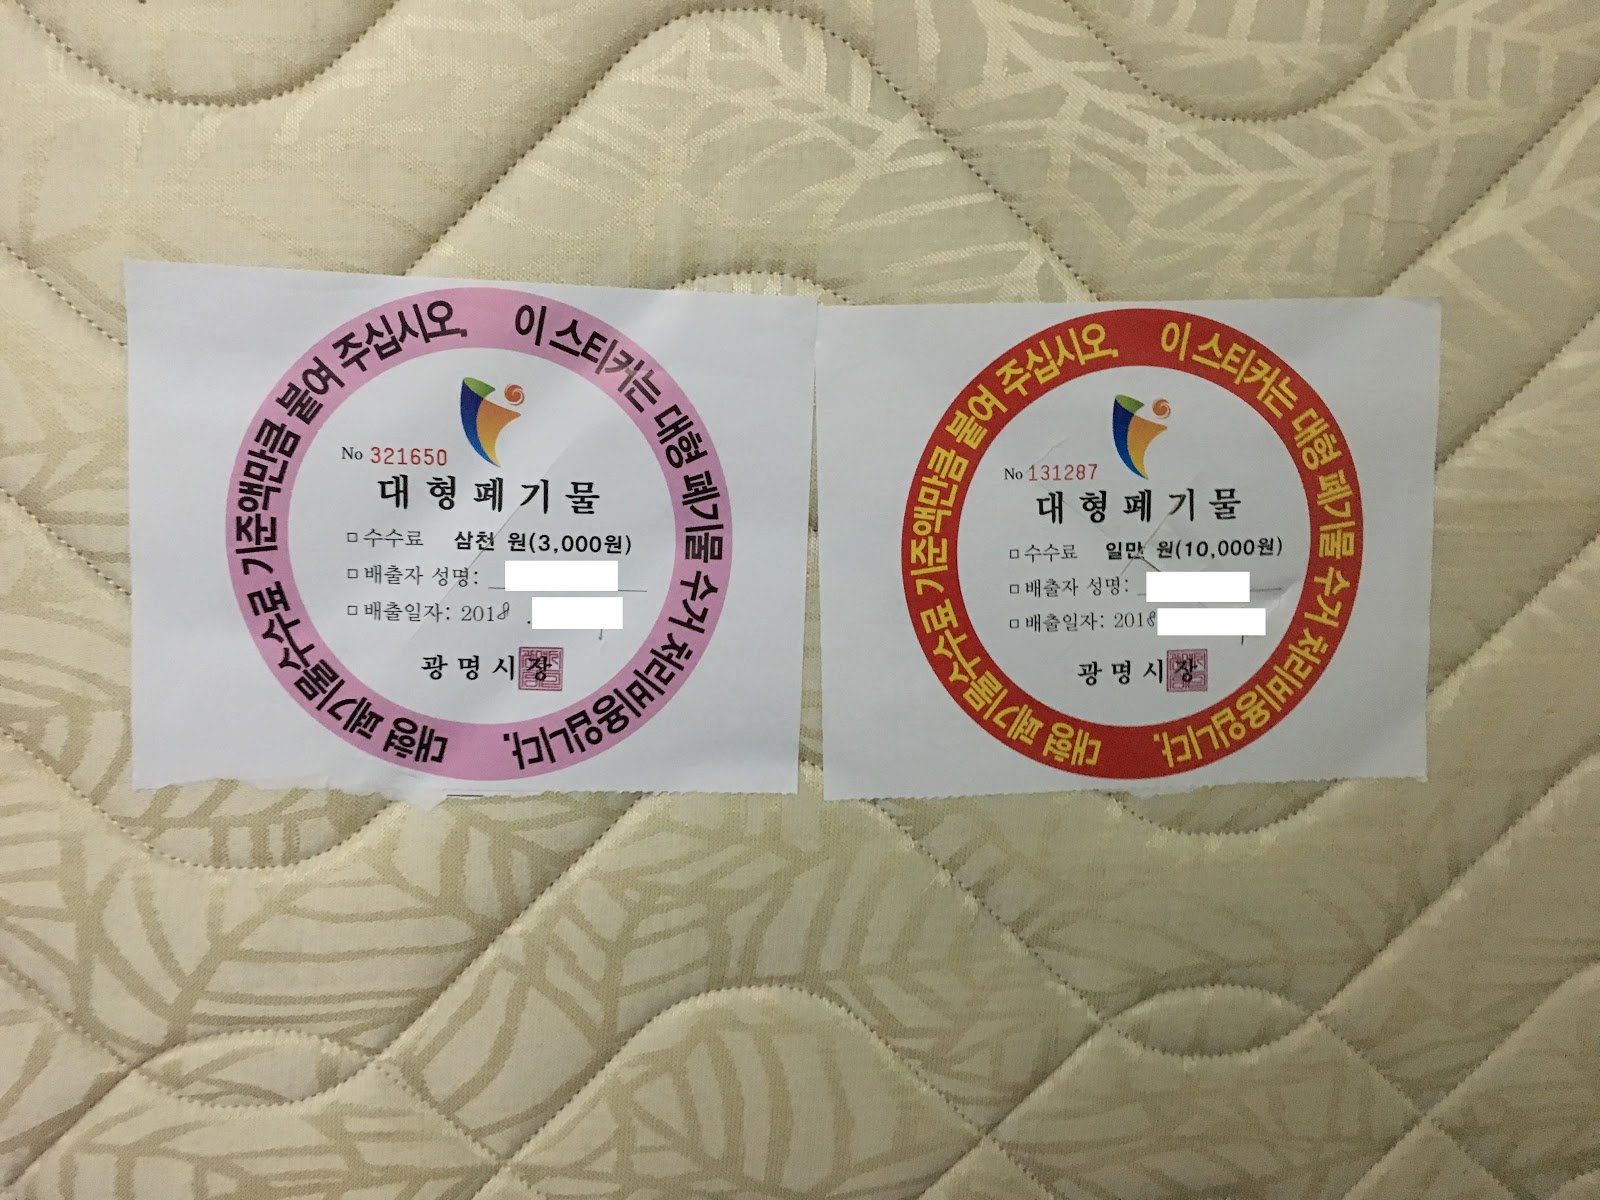 이 스티커는 대형 폐기물 수거 처리비용입니다.
대형 폐기물수수료 기준액만큼 붙여 주십시오.
No 321650
대형폐기물
□ 수수료 삼천 원(3,000원)
□ 배출자 성명:
□ 배출일자: 2018 .
광명시장
이 스티커는 대형 폐기물 수거 처리비용입니다.
대형 폐기물수수료 기준액만큼 붙여 주십시오.
No 131287
대형폐기물
□ 수수료 일만 원(10,000원)
□ 배출자 성명:
□ 배출일자: 2018
광명시장